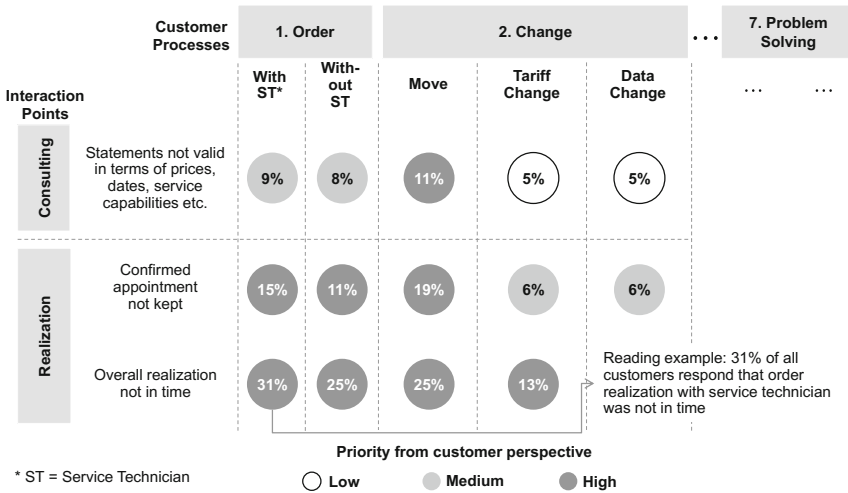 Customer
Processes
1. Order
2. Change
...
7. Problem
Solving
Interaction
Points
With
ST*
With-
out
ST
Move
Tariff
Change
Data
Change
... ...
Consulting
Statements not valid
in terms of prices,
dates, service
capabilities etc.
9% 8% 11% 5% 5%
Realization
Confirmed
appointment
not kept
15% 11% 19% 6% 6%
Overall realization
not in time
31% 25% 25% 13%
Reading example: 31% of all
customers respond that order
realization with service technician
was not in time
Priority from customer perspective
* ST = Service Technician
Low Medium High